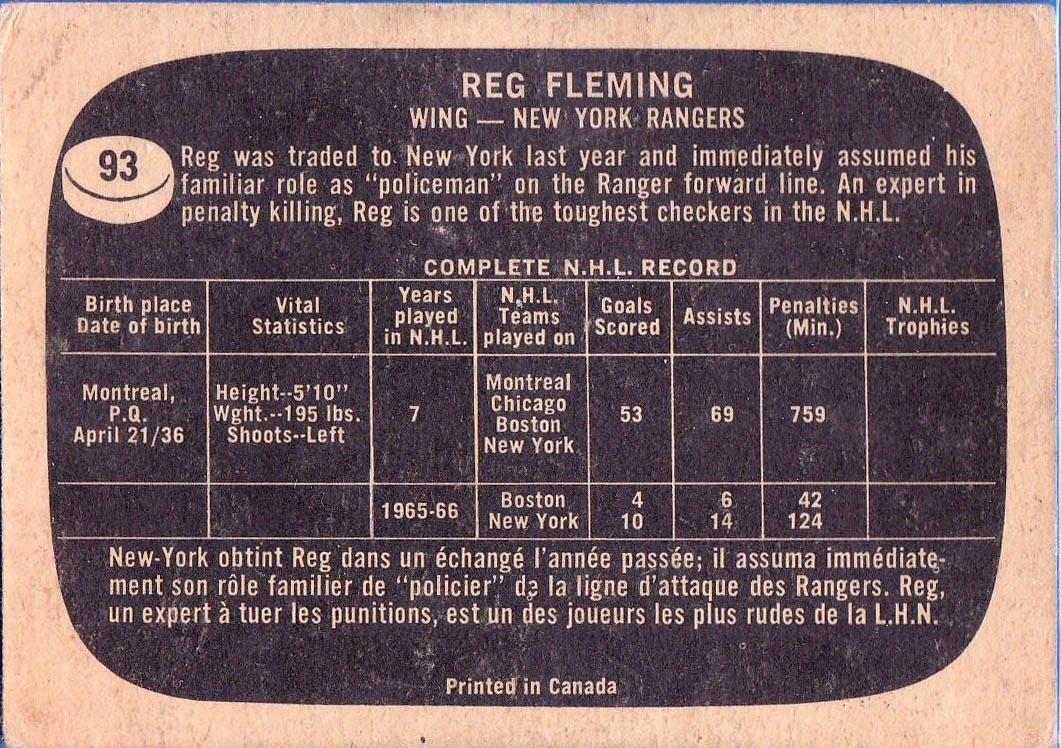 REG FLEMING
WING — NEW YORK RANGERS
93
Reg was traded to New York last year and immediately assumed his
familiar role as "policeman" on the Ranger forward line. An expert in
penalty killing, Reg is one of the toughest checkers in the N.H.L.
COMPLETE N.H.L. RECORD
Birth place
Date of birth
Vital
Statistics
Years
played
in N.H.L.
N.H.L.
Teams
played on
Goals
Scored
Assists
Penalties
(Min.)
N.H.L.
Trophies
Montreal,
P.Q.
April 21/36
Height--5'10''
Wght.--195 lbs.
Shoots--Left
7
Montreal
Chicago
Boston
New York
53
69
759
1965-66
Boston 4 6 42
New York 10 14 124
New-York obtint Reg dans un échangé l'année passée; il assuma immédiate-
ment son rôle familier de "policier" de la ligne d'attaque des Rangers. Reg,
un expert à tuer les punitions, est un des joueurs les plus rudes de la L.H.N.
Printed in Canada